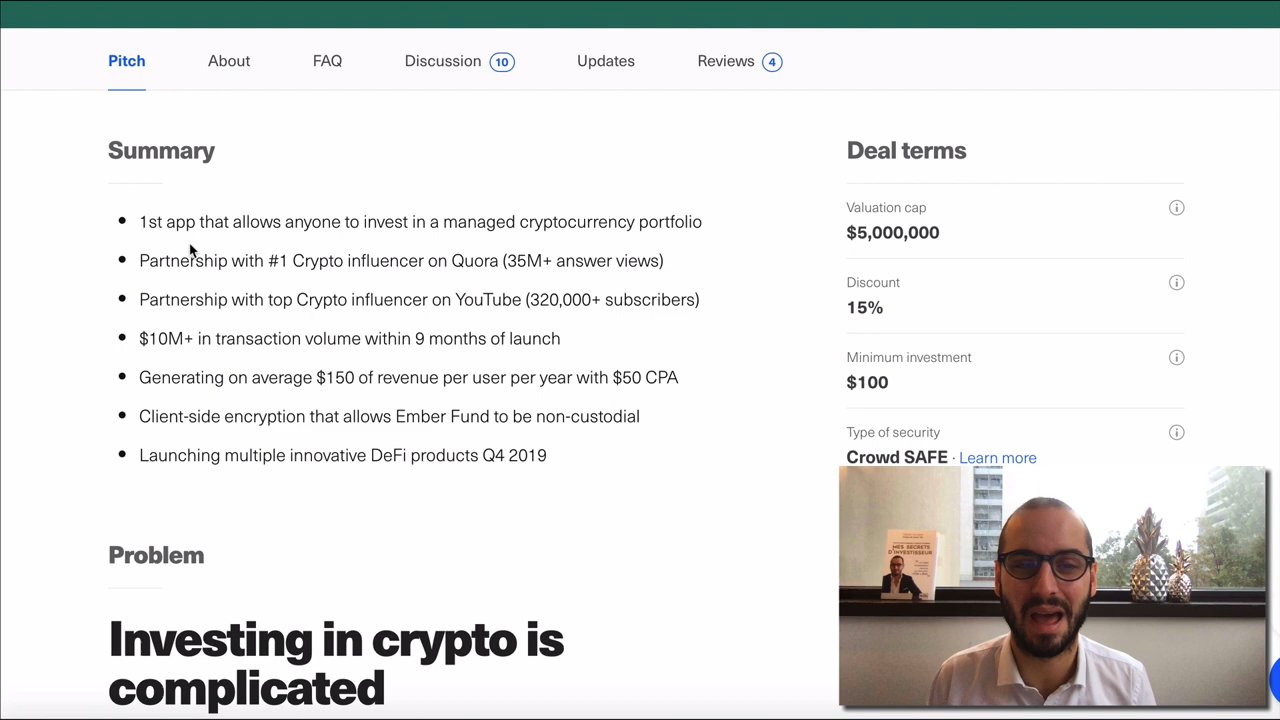 Pitch
About
FAQ
Discussion 10
Updates
Reviews 4
Summary
1st app that allows anyone to invest in a managed cryptocurrency portfolio
Partnership with #1 Crypto influencer on Quora (35M+ answer views)
Partnership with top Crypto influencer on YouTube (320,000+ subscribers)
$10M+ in transaction volume within 9 months of launch
Generating on average $150 of revenue per user per year with $50 CPA
Client-side encryption that allows Ember Fund to be non-custodial
Launching multiple innovative DeFi products Q4 2019
Problem
Investing in crypto is
complicated
Deal terms
Valuation cap
$5,000,000
Discount
15%
Minimum investment
$100
Type of security
Crowd SAFE · Learn more
MES SECRETS
D'INVESTISSEUR